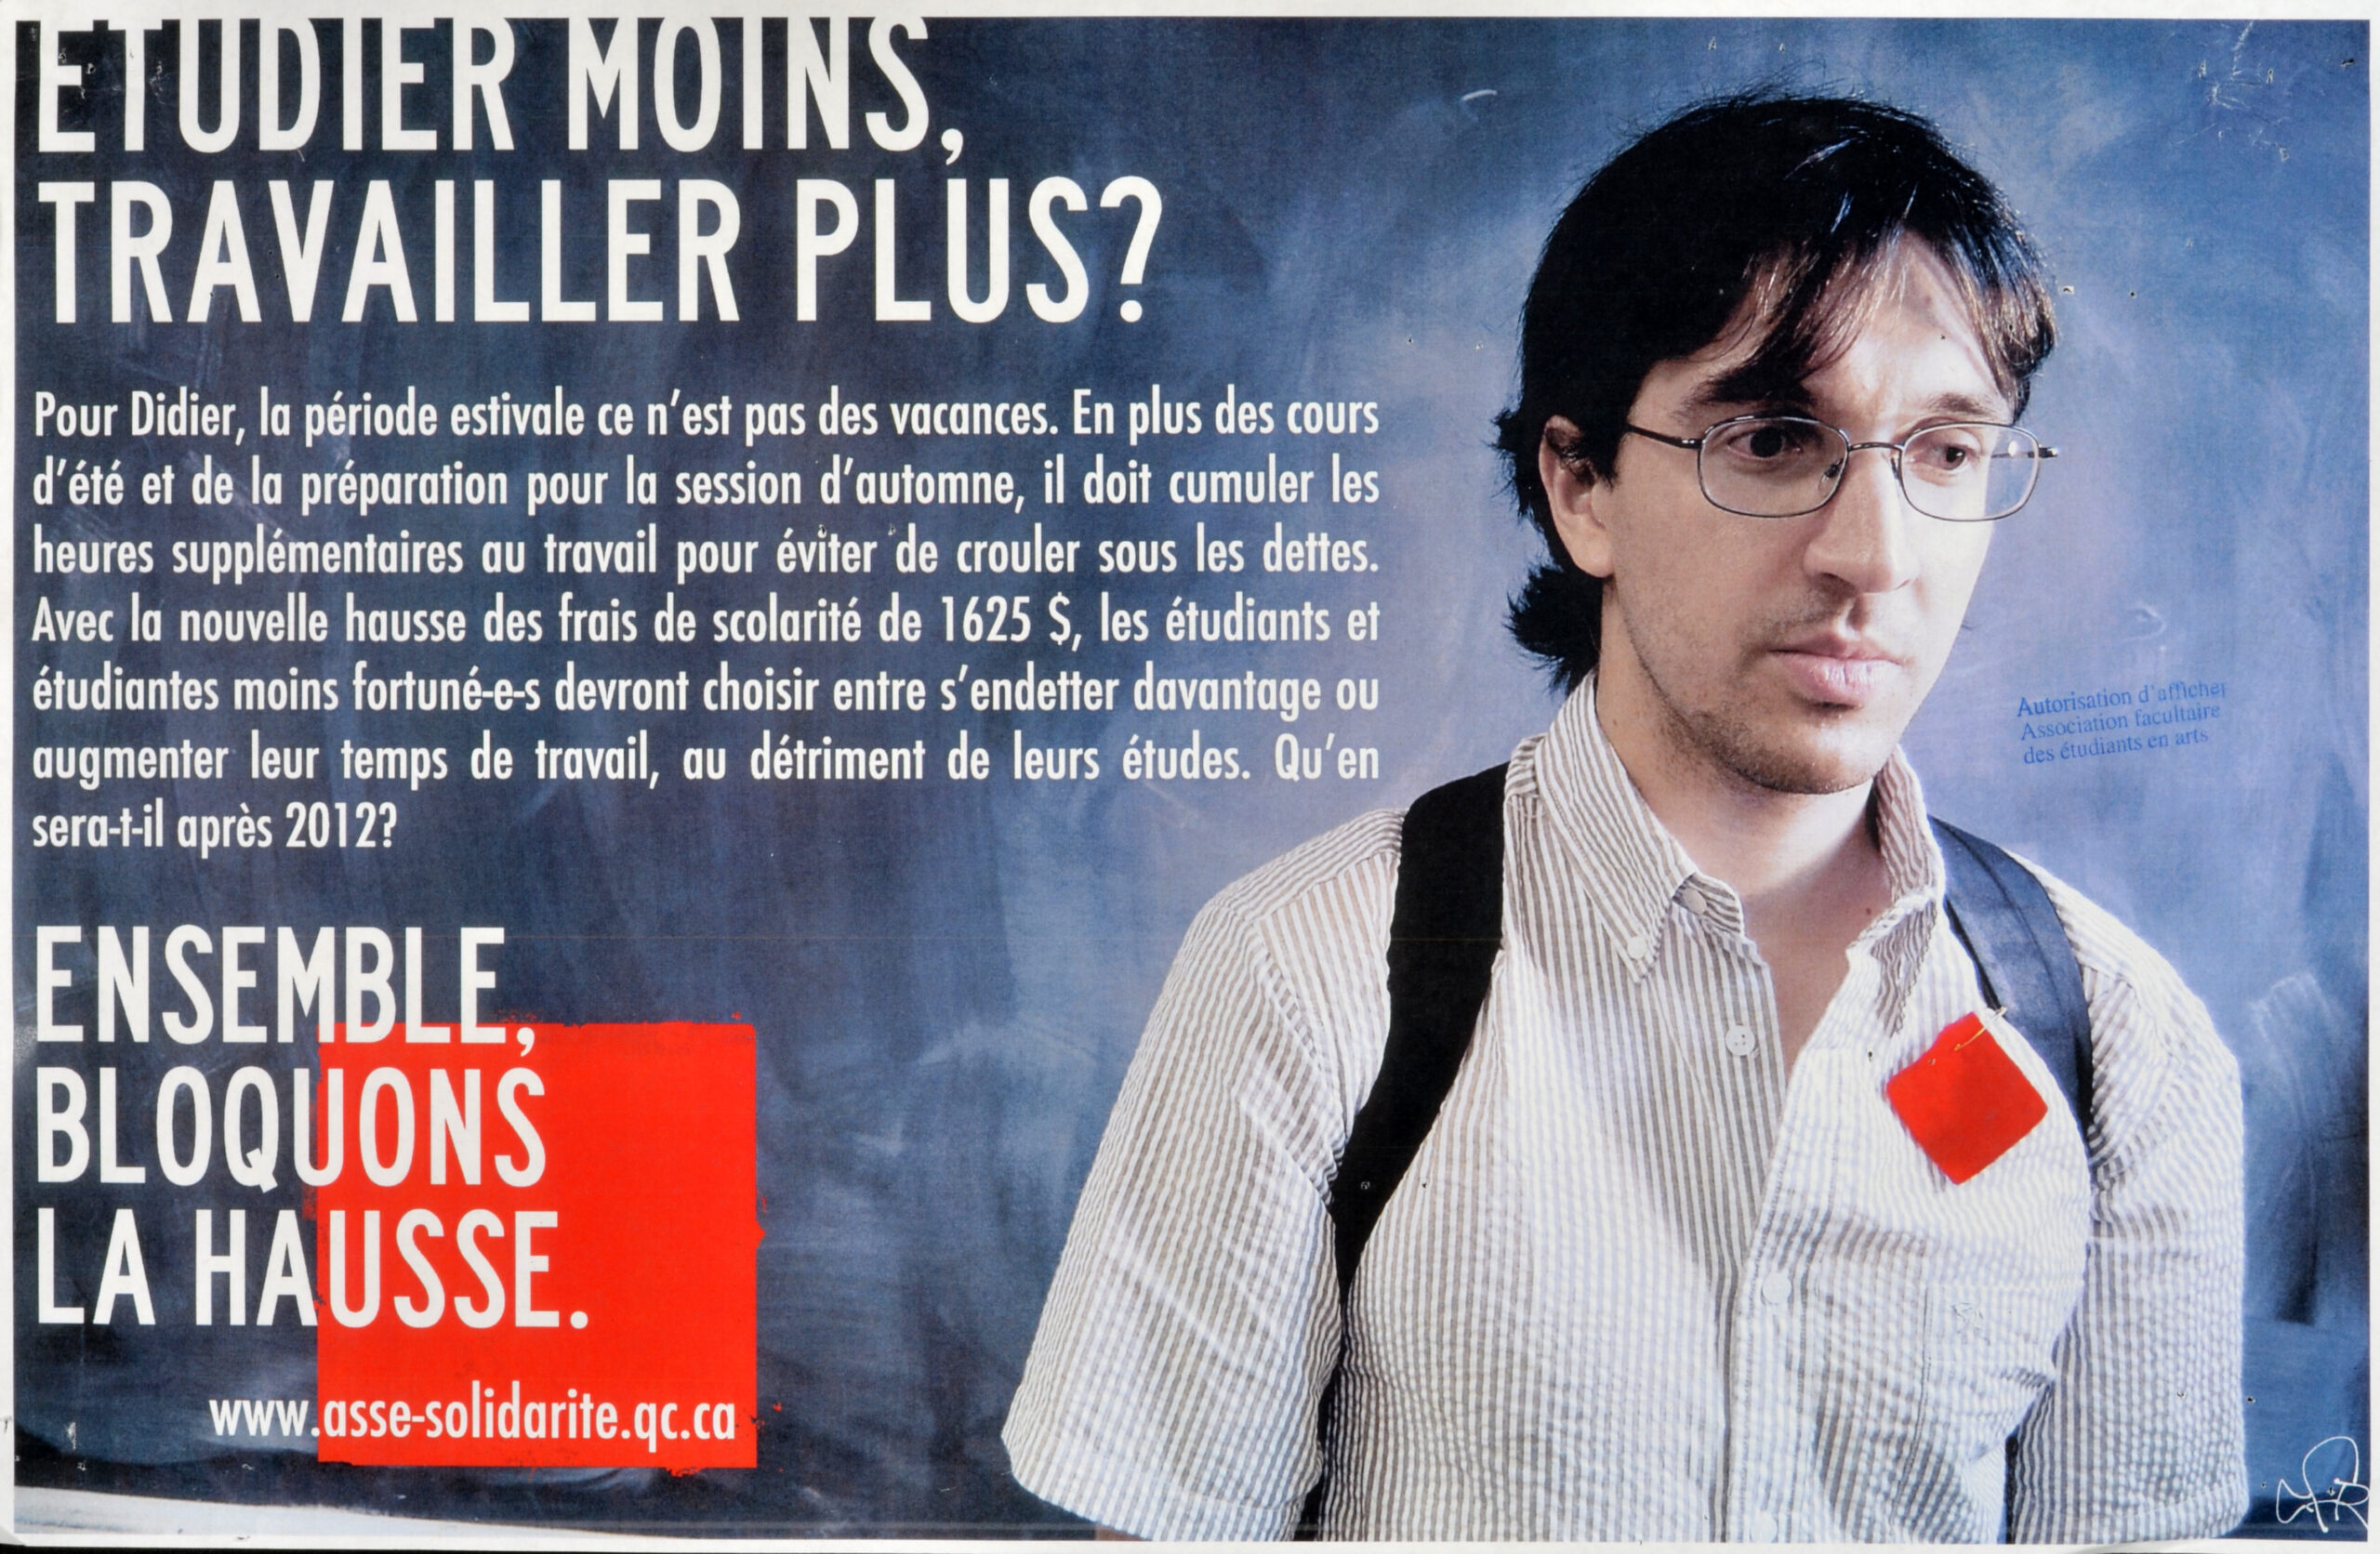 ÉTUDIER MOINS,
TRAVAILLER PLUS?
Pour Didier, la période estivale ce n'est pas des vacances. En plus des cours
d'été et de la préparation pour la session d'automne, il doit cumuler les
heures supplémentaires au travail pour éviter de crouler sous les dettes.
Avec la nouvelle hausse des frais de scolarité de 1625 $, les étudiants et
étudiantes moins fortuné-e-s devront choisir entre s'endetter davantage ou
augmenter leur temps de travail, au détriment de leurs études. Qu'en
sera-t-il après 2012?
ENSEMBLE,
BLOQUONS
LA HAUSSE.
www.asse-solidarite.qc.ca
Autorisation d'afficher
Association facultaire
des étudiants en arts